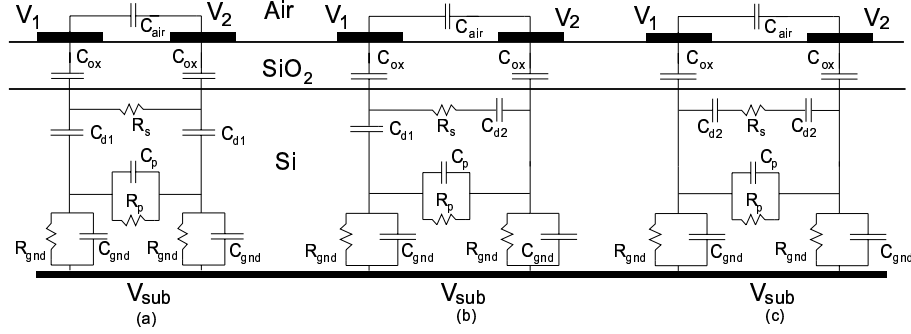 Air
SiO2
Si
V1 V2
Cair
Cox Cox
Rs
Cd1 Cd1
Cp
Rp
Rgnd Cgnd Rgnd Cgnd
Vsub
(a)
V1 V2
Cair
Cox Cox
Rs Cd2
Cd1
Cp
Rp
Rgnd Cgnd Rgnd Cgnd
Vsub
(b)
V1 V2
Cair
Cox Cox
Cd2 Rs Cd2
Cp
Rp
Rgnd Cgnd Rgnd Cgnd
Vsub
(c)